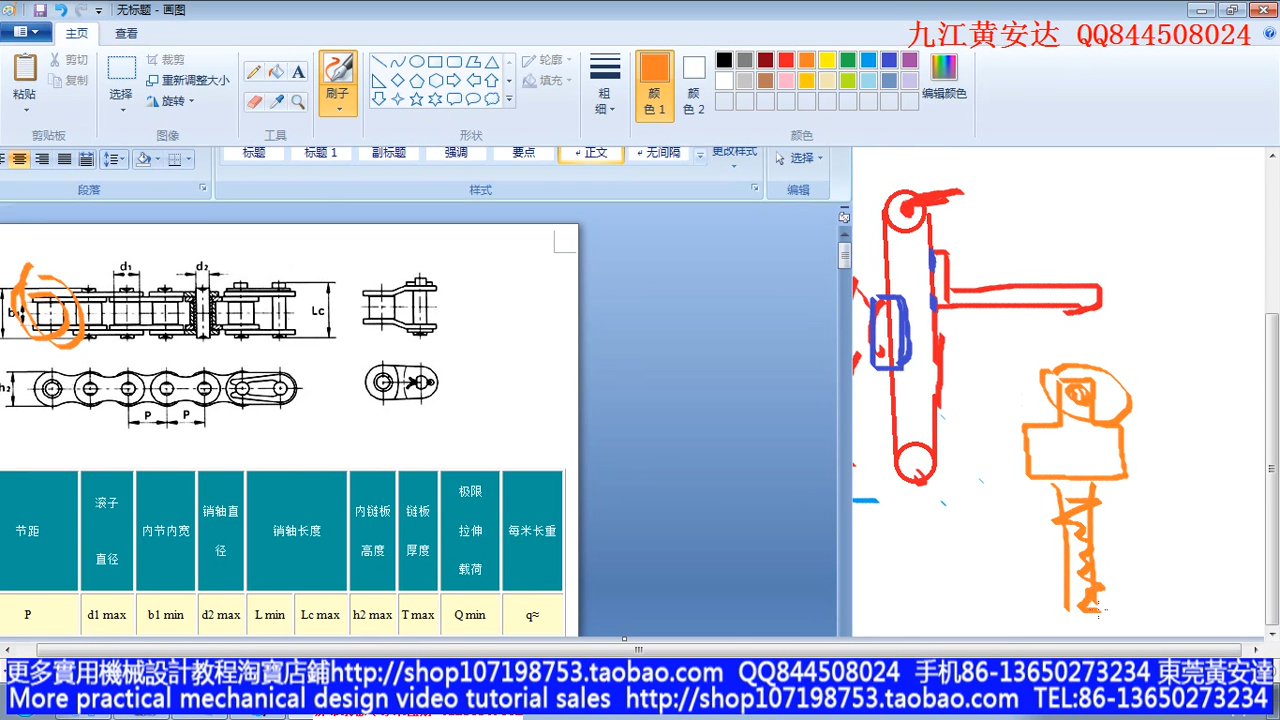 无标题 - 画图
九江黄安达 QQ844508024
主页
查看
粘贴
剪切
复制
剪贴板
选择
裁剪
重新调整大小
旋转
图像
A
工具
刷子
轮廓
填充
形状
粗细
颜色 1
颜色 2
编辑颜色
颜色
段落
标题
标题 1
副标题
强调
要点
正文
无间隔
更改样式
样式
选择
编辑
d1
d2
Lc
h2
P
P
节距
滚子直径
内节内宽
销轴直径
销轴长度
内链板高度
链板厚度
极限拉伸载荷
每米长重
P
d1 max
b1 min
d2 max
L min
Lc max
h2 max
T max
Q min
q≈
更多實用機械設計教程淘寶店鋪http://shop107198753.taobao.com QQ844508024 手机86-13650273234 東莞黃安達
More practical mechanical design video tutorial sales http://shop107198753.taobao.com TEL:86-13650273234